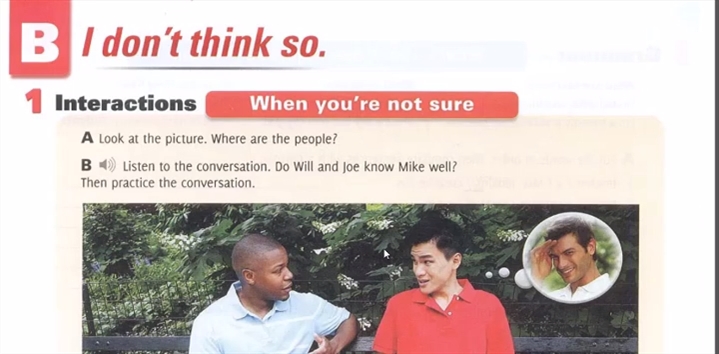 B I don't think so.
1 Interactions When you're not sure
A Look at the picture. Where are the people?
B Listen to the conversation. Do Will and Joe know Mike well?
Then practice the conversation.